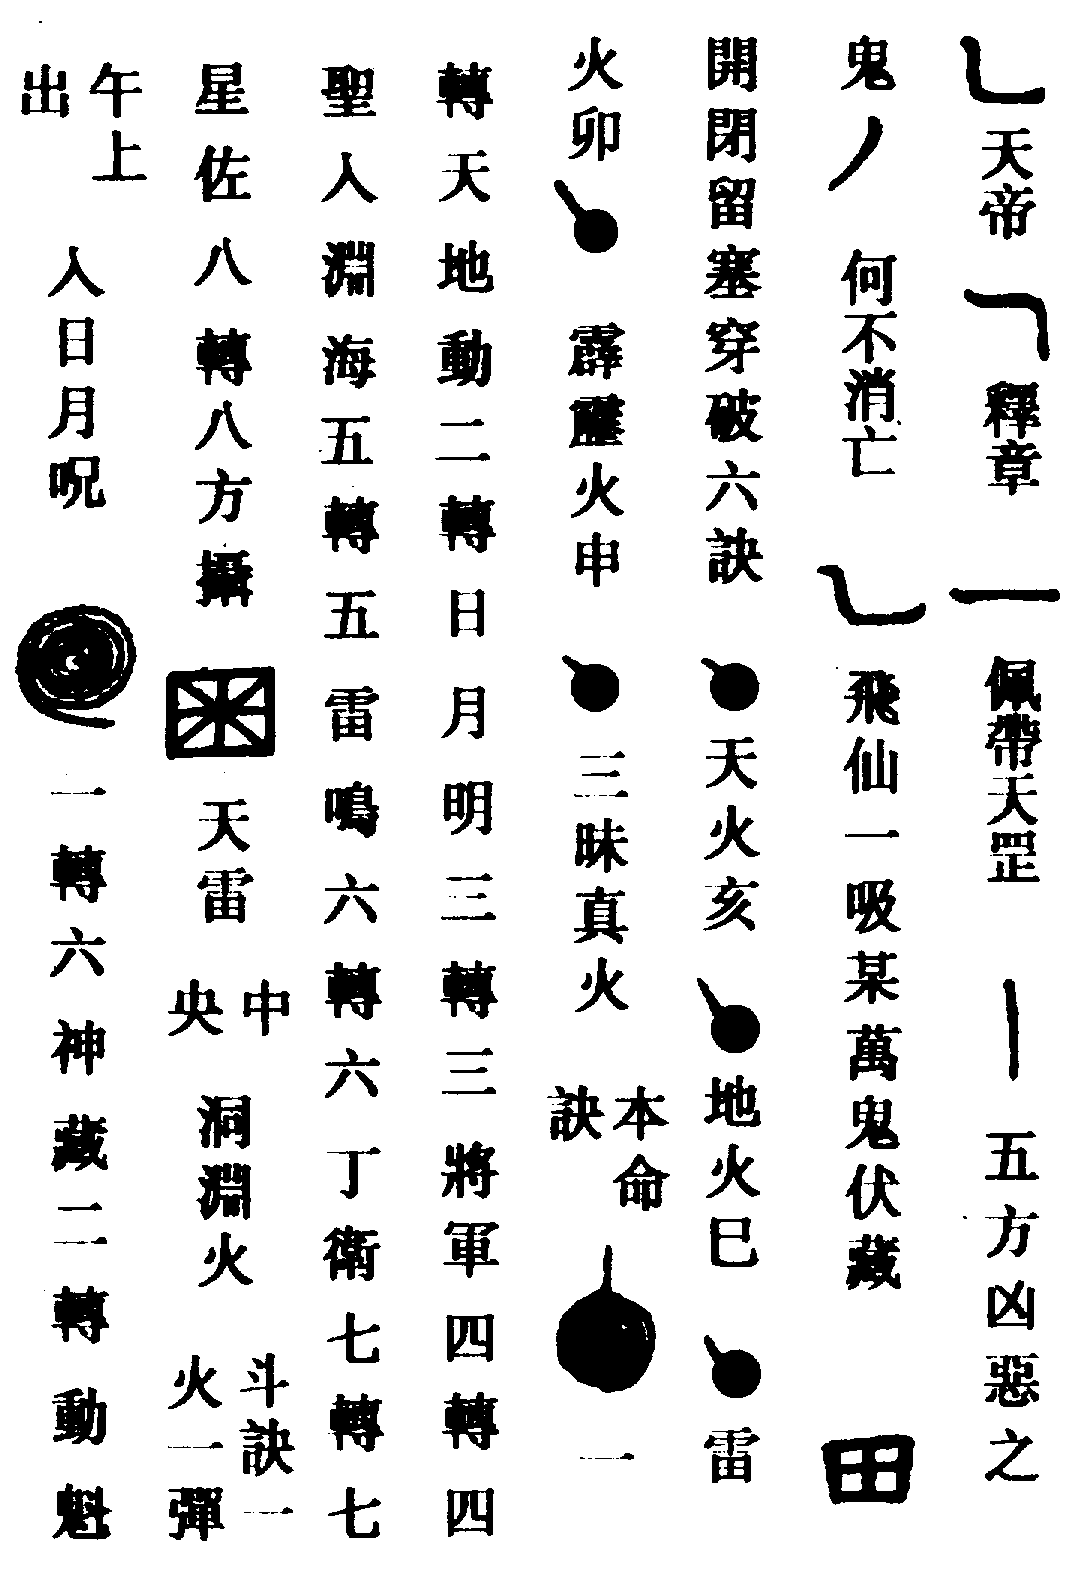 天帝 釋章 佩帶天罡 五方凶惡之
鬼 何不消亡 飛仙一吸某萬鬼伏藏
開閉留塞穿破六訣 天火亥 地火巳 雷
火卯 霹靂火申 三昧真火 本命訣 一
轉天地動二轉日月明三轉三將軍四轉四
聖入淵海五轉五雷鳴六轉六丁衛七轉七
星佐八轉八方攝 天雷 中央 洞淵火 斗訣一火一彈
午上出 入日月呪 一轉六神藏二轉動魁